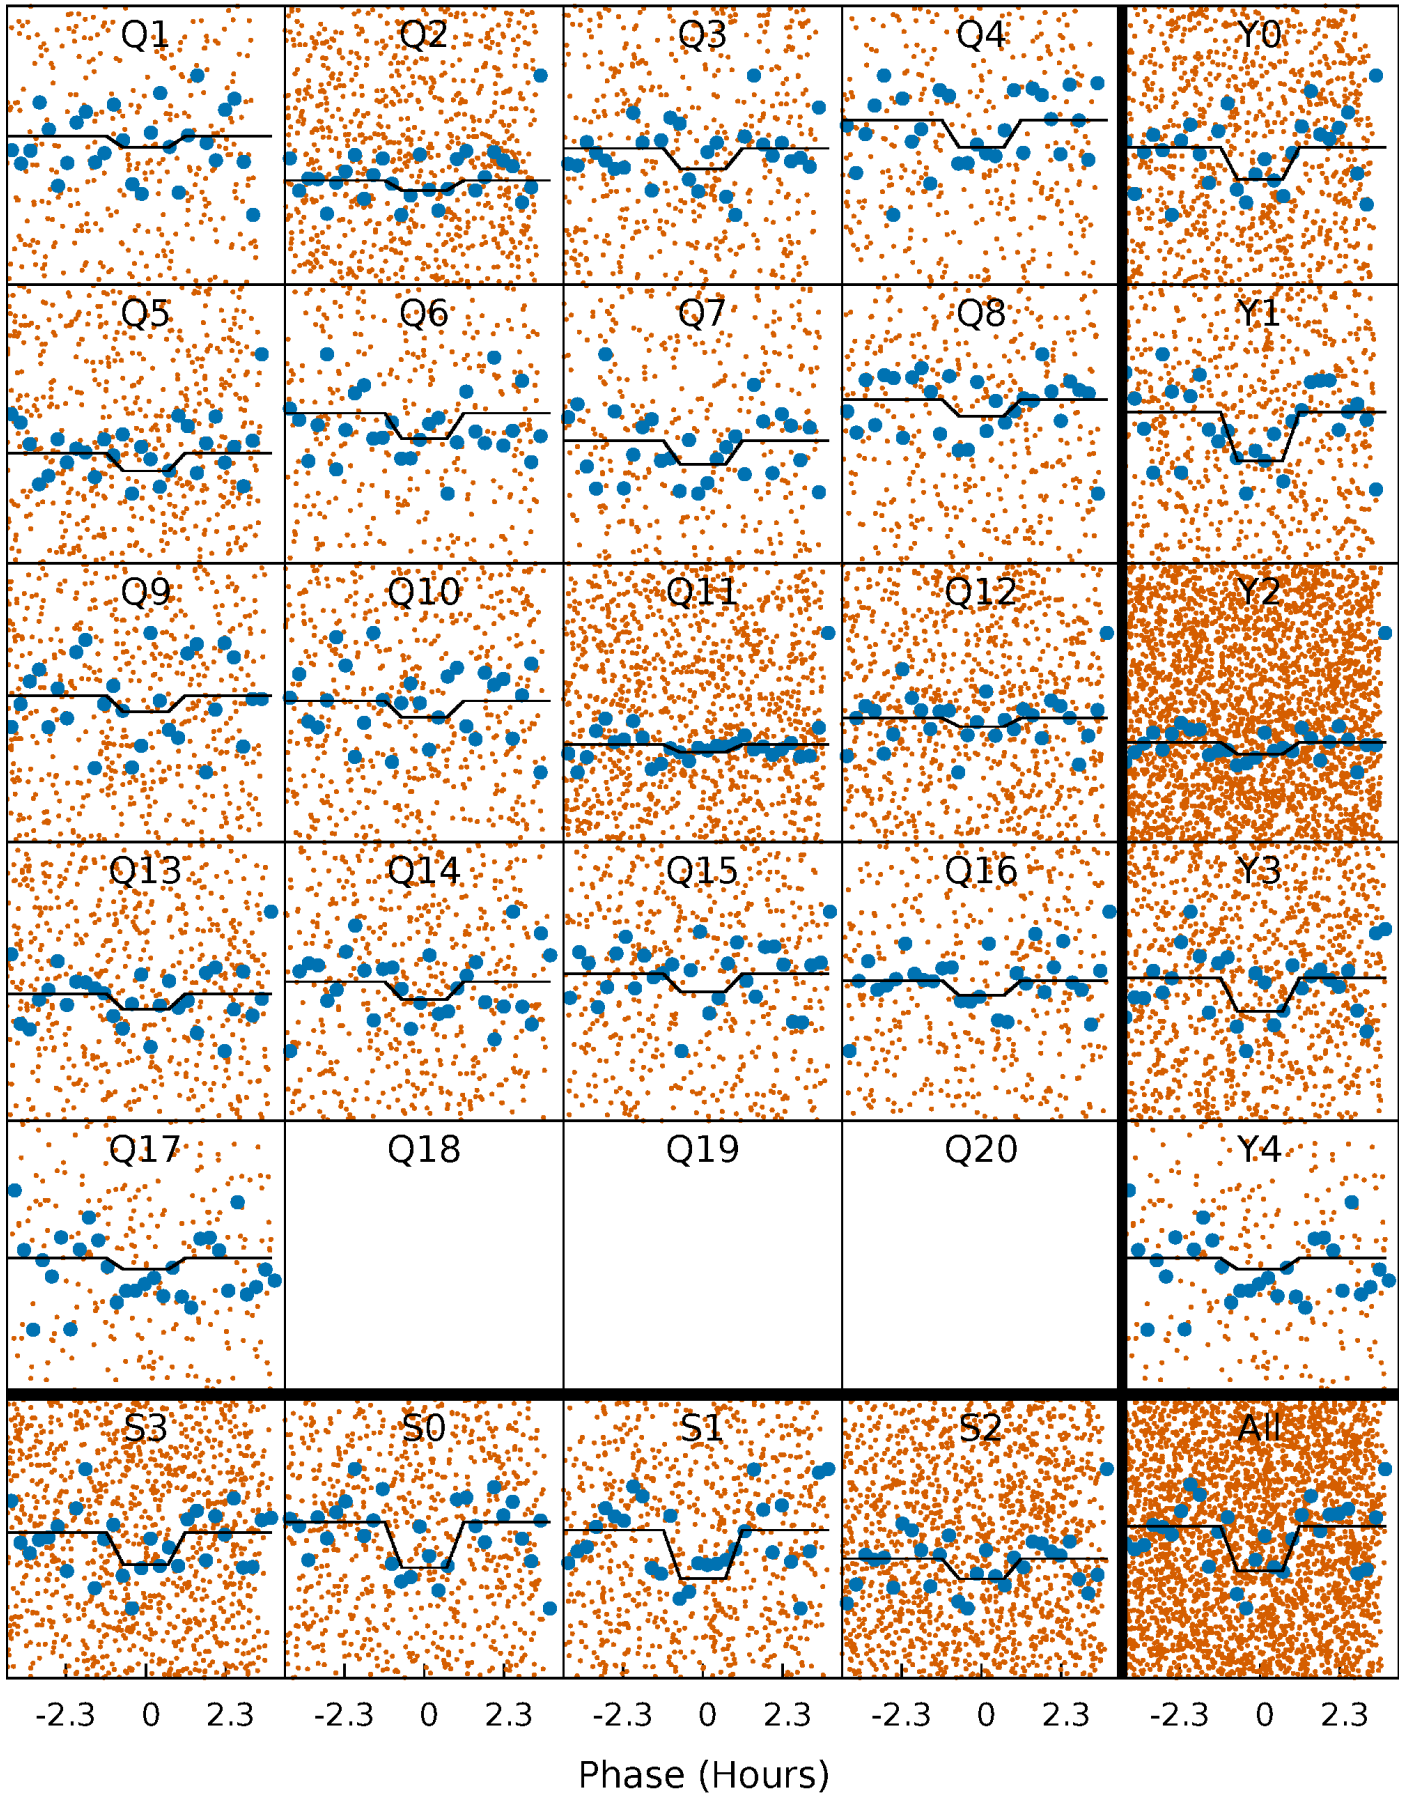 Q1 Q2 Q3 Q4 Y0
Q5 Q6 Q7 Q8 Y1
Q9 Q10 Q11 Q12 Y2
Q13 Q14 Q15 Q16 Y3
Q17 Q18 Q19 Q20 Y4
S3 S0 S1 S2 All
-2.3 0 2.3 -2.3 0 2.3 -2.3 0 2.3 -2.3 0 2.3 -2.3 0 2.3
Phase (Hours)